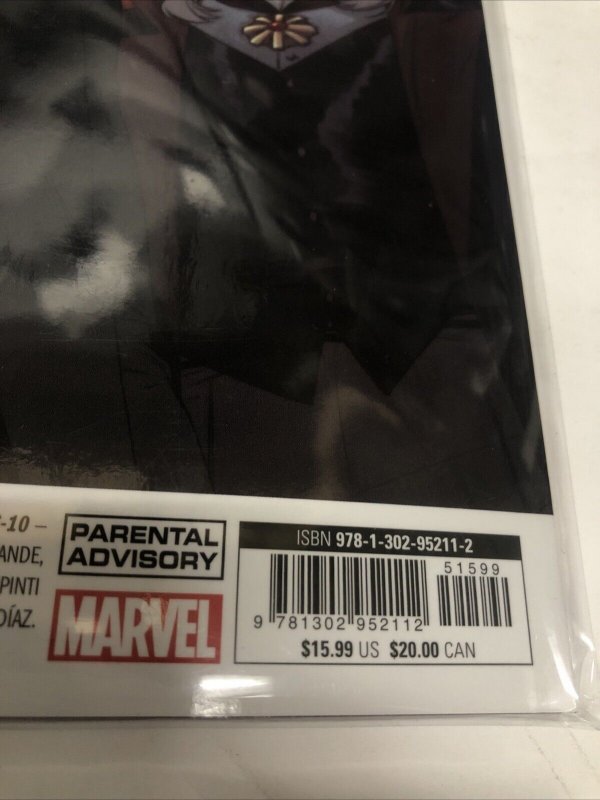 -10 –
ANDE,
PINTI
DÍAZ.
PARENTAL
ADVISORY
MARVEL
ISBN 978-1-302-95211-2
51599
9 781302 952112
$15.99 US $20.00 CAN